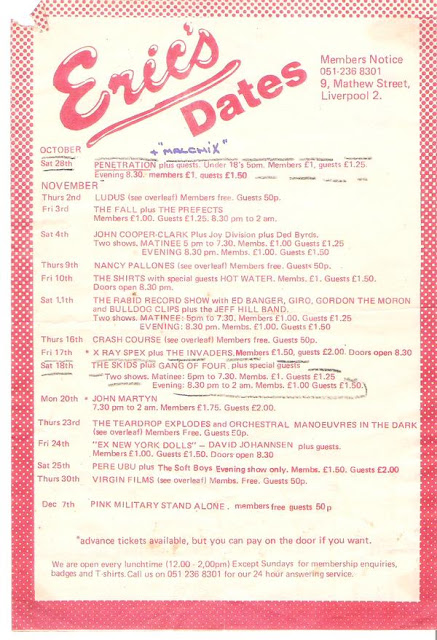 Eric's
Dates
Members Notice
051-236 8301
9, Mathew Street,
Liverpool 2.
OCTOBER
+ "MALCHIX"
Sat 28th PENETRATION plus guests. Under 18's 5pm. Members £1, guests £1.25.
Evening 8.30. members £1. guests £1.50
NOVEMBER
Thurs 2nd LUDUS (see overleaf) Members free. Guests 50p.
Fri 3rd THE FALL plus THE PREFECTS
Members £1.00. Guests £1.25. 8.30 pm to 2 am.
Sat 4th JOHN COOPER-CLARK Plus Joy Division plus Ded Byrds.
Two shows. MATINEE 5 pm to 7.30. Membs. £1.00 Guests £1.25
EVENING 8.30 pm. Membs. £1.00 Guests £1.50
Thurs 9th NANCY PALLONES (see overleaf) Members free. Guests 50p.
Fri 10th THE SHIRTS with special guests HOT WATER. Membs. £1. Guests £1.50.
Doors open 8.30 pm.
Sat 11th THE RABID RECORD SHOW with ED BANGER, GIRO, GORDON THE MORON
and BULLDOG CLIPS plus the JEFF HILL BAND.
Two shows. MATINEE: 5pm to 7.30. Membs: £1.00. Guests £1.25
EVENING: 8.30 pm. Membs. £1.00 Guests £1.50
Thurs 16th CRASH COURSE (see overleaf) Members free. Guests 50p.
Fri 17th * X RAY SPEX plus THE INVADERS. Members £1.50, guests £2.00. Doors open 8.30
Sat 18th THE SKIDS plus GANG OF FOUR. plus special guests
Two shows. Matinee: 5pm to 7.30. Membs. £1. Guests £1.25
Evening: 8.30 pm to 2 am. Membs. £1.00 Guests £1.50.
Mon 20th * JOHN MARTYN
7.30 pm to 2 am. Members £1.75. Guests £2.00.
Thurs 23rd THE TEARDROP EXPLODES and ORCHESTRAL MANOEUVRES IN THE DARK
(see overleaf) Members Free. Guests £0p.
Fri 24th "EX NEW YORK DOLLS" – DAVID JOHANNSEN plus guests.
Members £1.00. Guests £1.50. Doors open 8.30
Sat 25th PERE UBU plus The Soft Boys Evening show only. Membs. £1.50. Guests £2.00
Thurs 30th VIRGIN FILMS (see overleaf) Membs. Free. Guests 50p.
Dec 7th PINK MILITARY STAND ALONE. members free guests 50p
*advance tickets available, but you can pay on the door if you want.
We are open every lunchtime (12.00 - 2.00pm) Except Sundays for membership enquiries,
badges and T-shirts. Call us on 051 236 8301 for our 24 hour answering service.